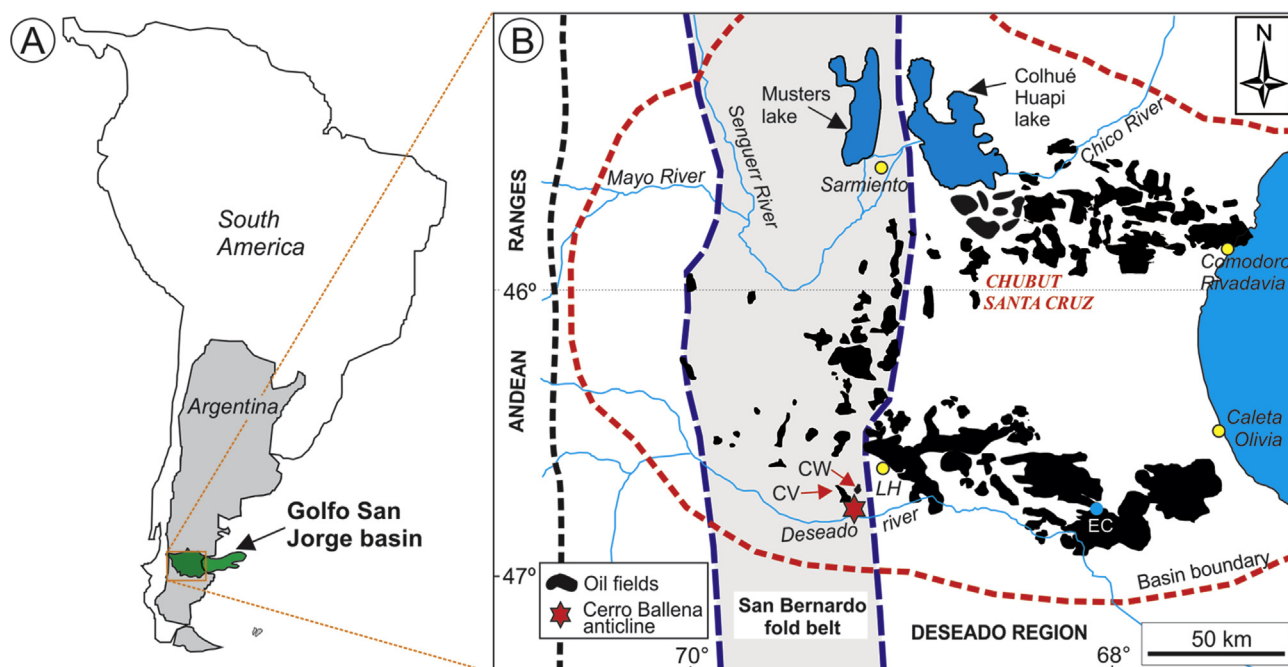 A
South
America
Argentina
Golfo San
Jorge basin
B
N
Musters
lake
Colhué
Huapi
lake
Senguerr River
Mayo River
Chico River
Sarmiento
RANGES
ANDEAN
46º
CHUBUT
SANTA CRUZ
Comodoro
Rivadavia
Caleta
Olivia
CW
CV
LH
Deseado
river
EC
47º
Basin boundary
Oil fields
Cerro Ballena
anticline
San Bernardo
fold belt
DESEADO REGION
50 km
70º
68º